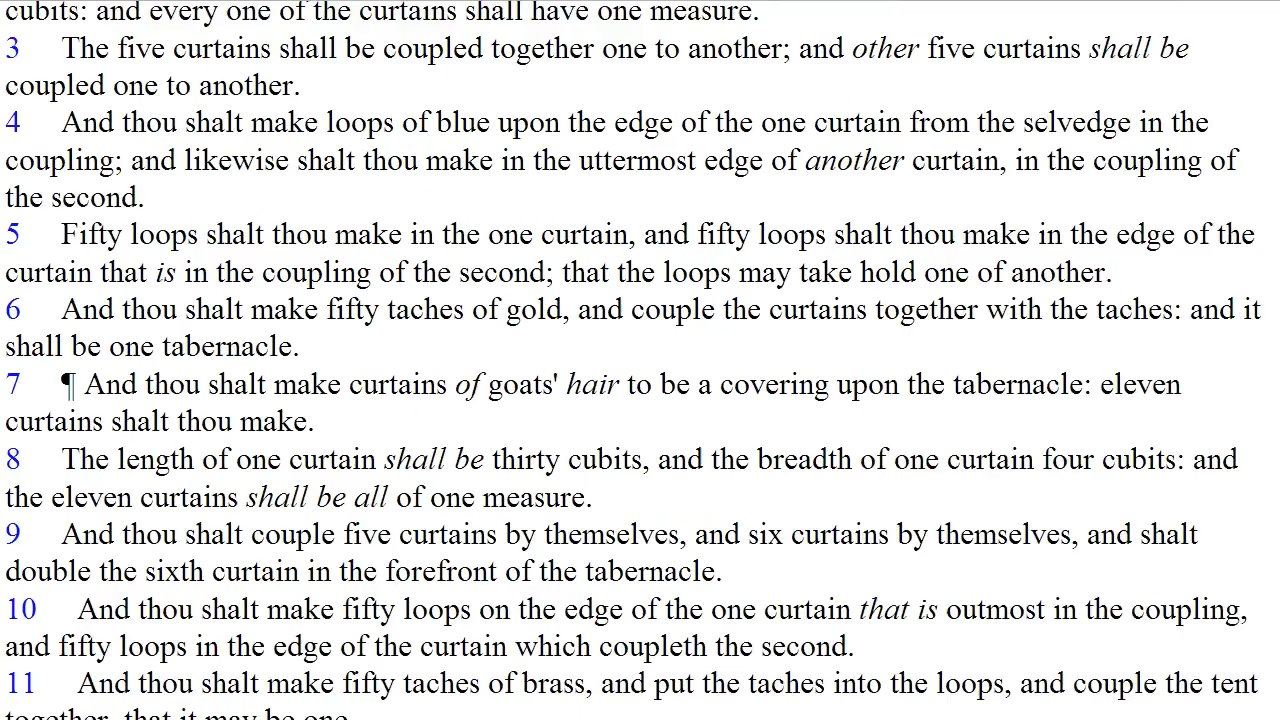 cubits: and every one of the curtains shall have one measure.
3 The five curtains shall be coupled together one to another; and other five curtains shall be
coupled one to another.
4 And thou shalt make loops of blue upon the edge of the one curtain from the selvedge in the
coupling; and likewise shalt thou make in the uttermost edge of another curtain, in the coupling of
the second.
5 Fifty loops shalt thou make in the one curtain, and fifty loops shalt thou make in the edge of the
curtain that is in the coupling of the second; that the loops may take hold one of another.
6 And thou shalt make fifty taches of gold, and couple the curtains together with the taches: and it
shall be one tabernacle.
7 ¶ And thou shalt make curtains of goats' hair to be a covering upon the tabernacle: eleven
curtains shalt thou make.
8 The length of one curtain shall be thirty cubits, and the breadth of one curtain four cubits: and
the eleven curtains shall be all of one measure.
9 And thou shalt couple five curtains by themselves, and six curtains by themselves, and shalt
double the sixth curtain in the forefront of the tabernacle.
10 And thou shalt make fifty loops on the edge of the one curtain that is outmost in the coupling,
and fifty loops in the edge of the curtain which coupleth the second.
11 And thou shalt make fifty taches of brass, and put the taches into the loops, and couple the tent
together, that it may be one.